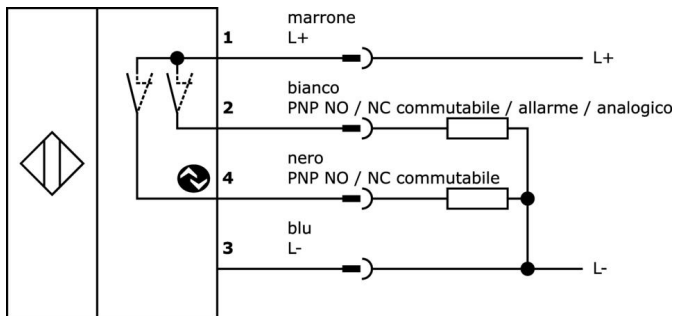 marrone
1 L+ L+
bianco
2 PNP NO / NC commutabile / allarme / analogico
nero
4 PNP NO / NC commutabile
blu
3 L- L-